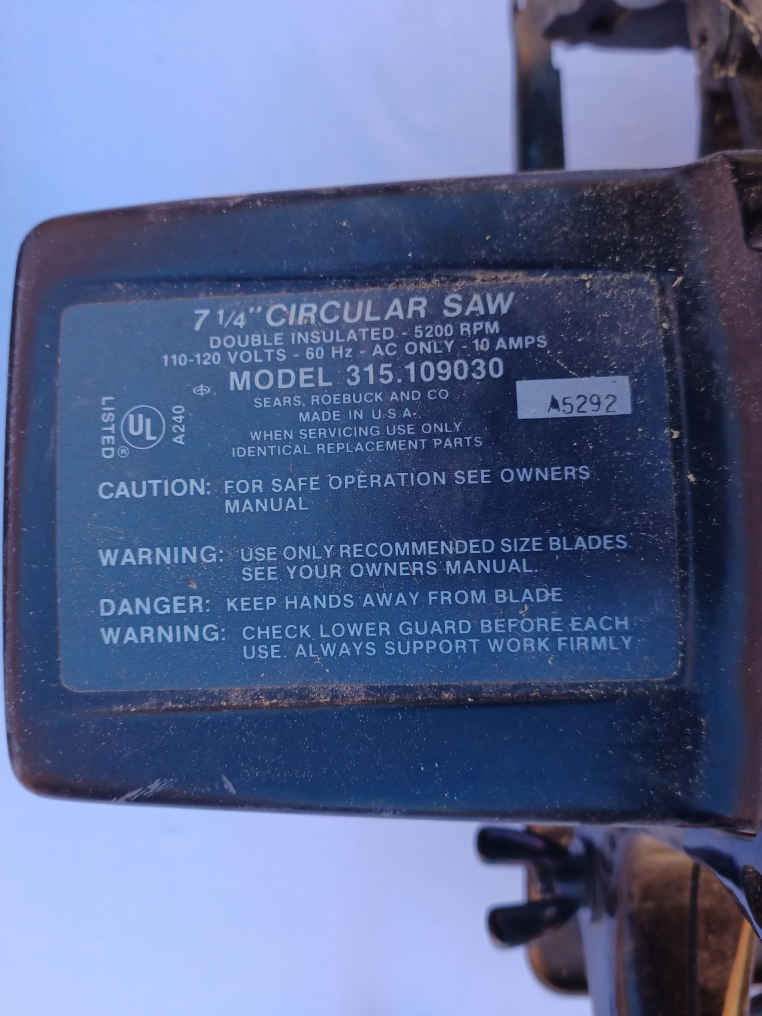 7 1/4" CIRCULAR SAW
DOUBLE INSULATED - 5200 RPM
110-120 VOLTS - 60 Hz - AC ONLY - 10 AMPS
MODEL 315.109030
SEARS, ROEBUCK AND CO
MADE IN U.S.A.
WHEN SERVICING USE ONLY
IDENTICAL REPLACEMENT PARTS
A5292
LISTED
UL
®
A240
CAUTION: FOR SAFE OPERATION SEE OWNERS
MANUAL
WARNING: USE ONLY RECOMMENDED SIZE BLADES.
SEE YOUR OWNERS MANUAL.
DANGER: KEEP HANDS AWAY FROM BLADE
WARNING: CHECK LOWER GUARD BEFORE EACH
USE. ALWAYS SUPPORT WORK FIRMLY